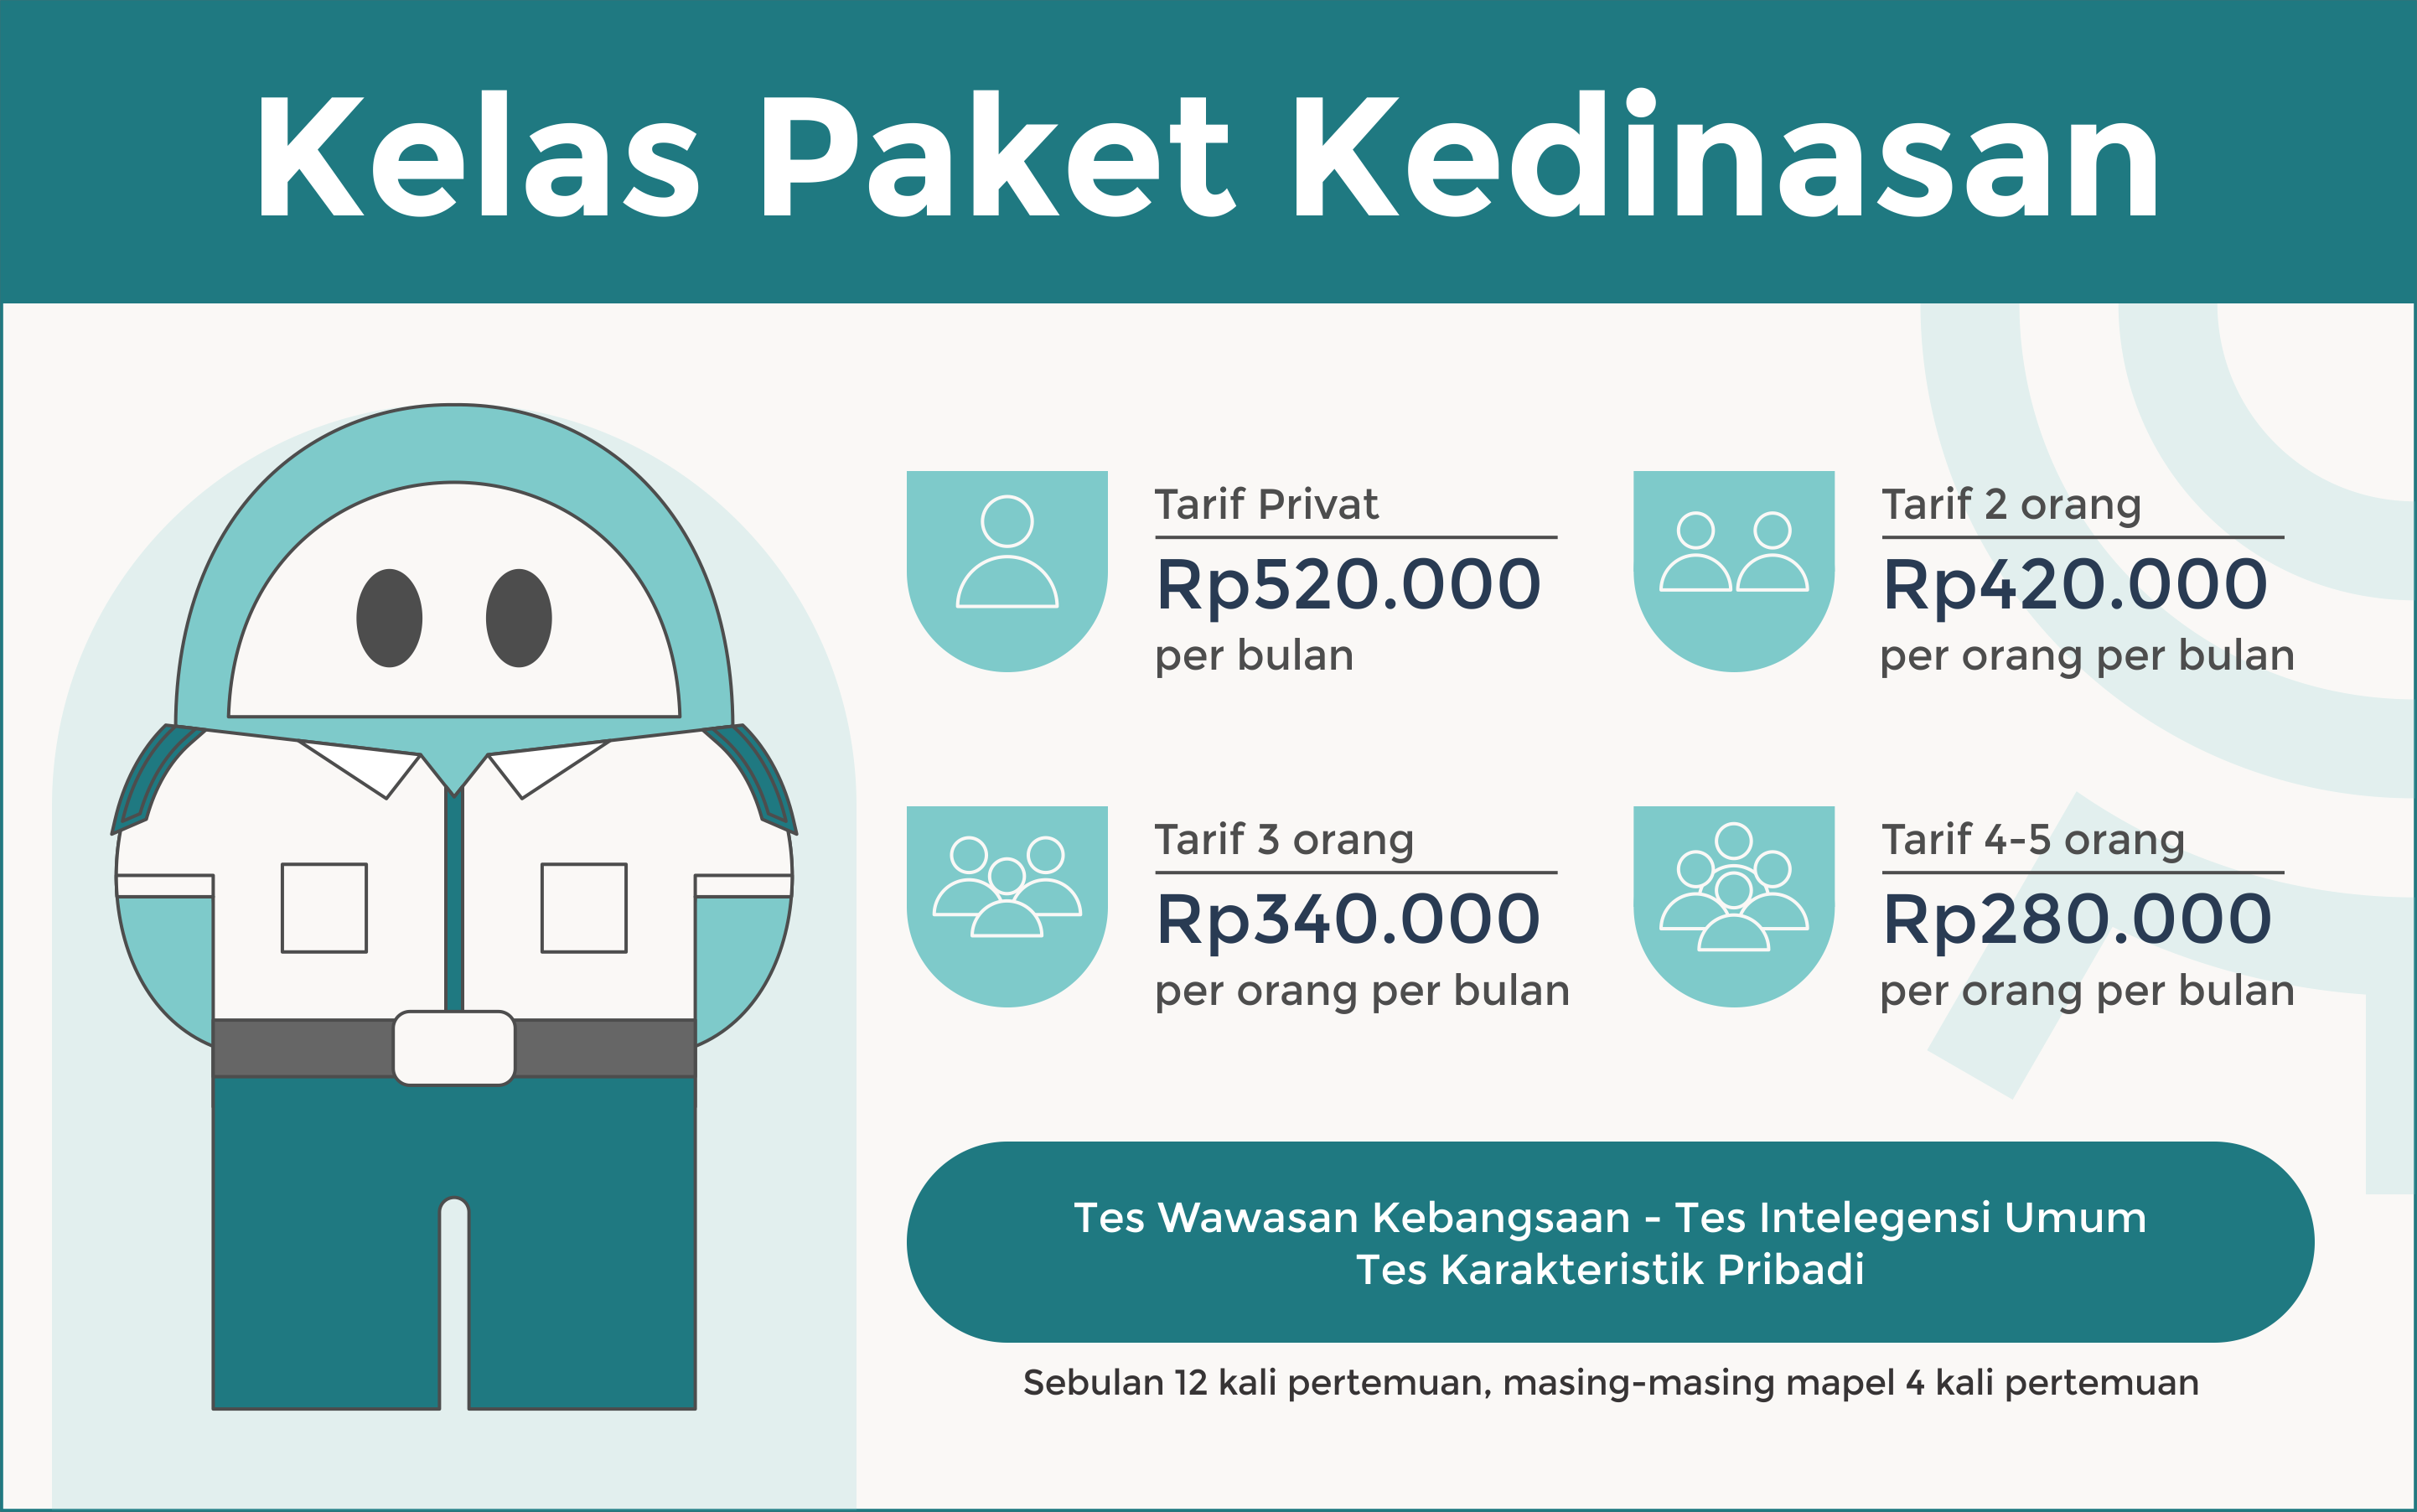 Kelas Paket Kedinasan
Tarif Privat
Rp520.000
per bulan
Tarif 2 orang
Rp420.000
per orang per bulan
Tarif 3 orang
Rp340.000
per orang per bulan
Tarif 4-5 orang
Rp280.000
per orang per bulan
Tes Wawasan Kebangsaan - Tes Intelegensi Umum
Tes Karakteristik Pribadi
Sebulan 12 kali pertemuan, masing-masing mapel 4 kali pertemuan